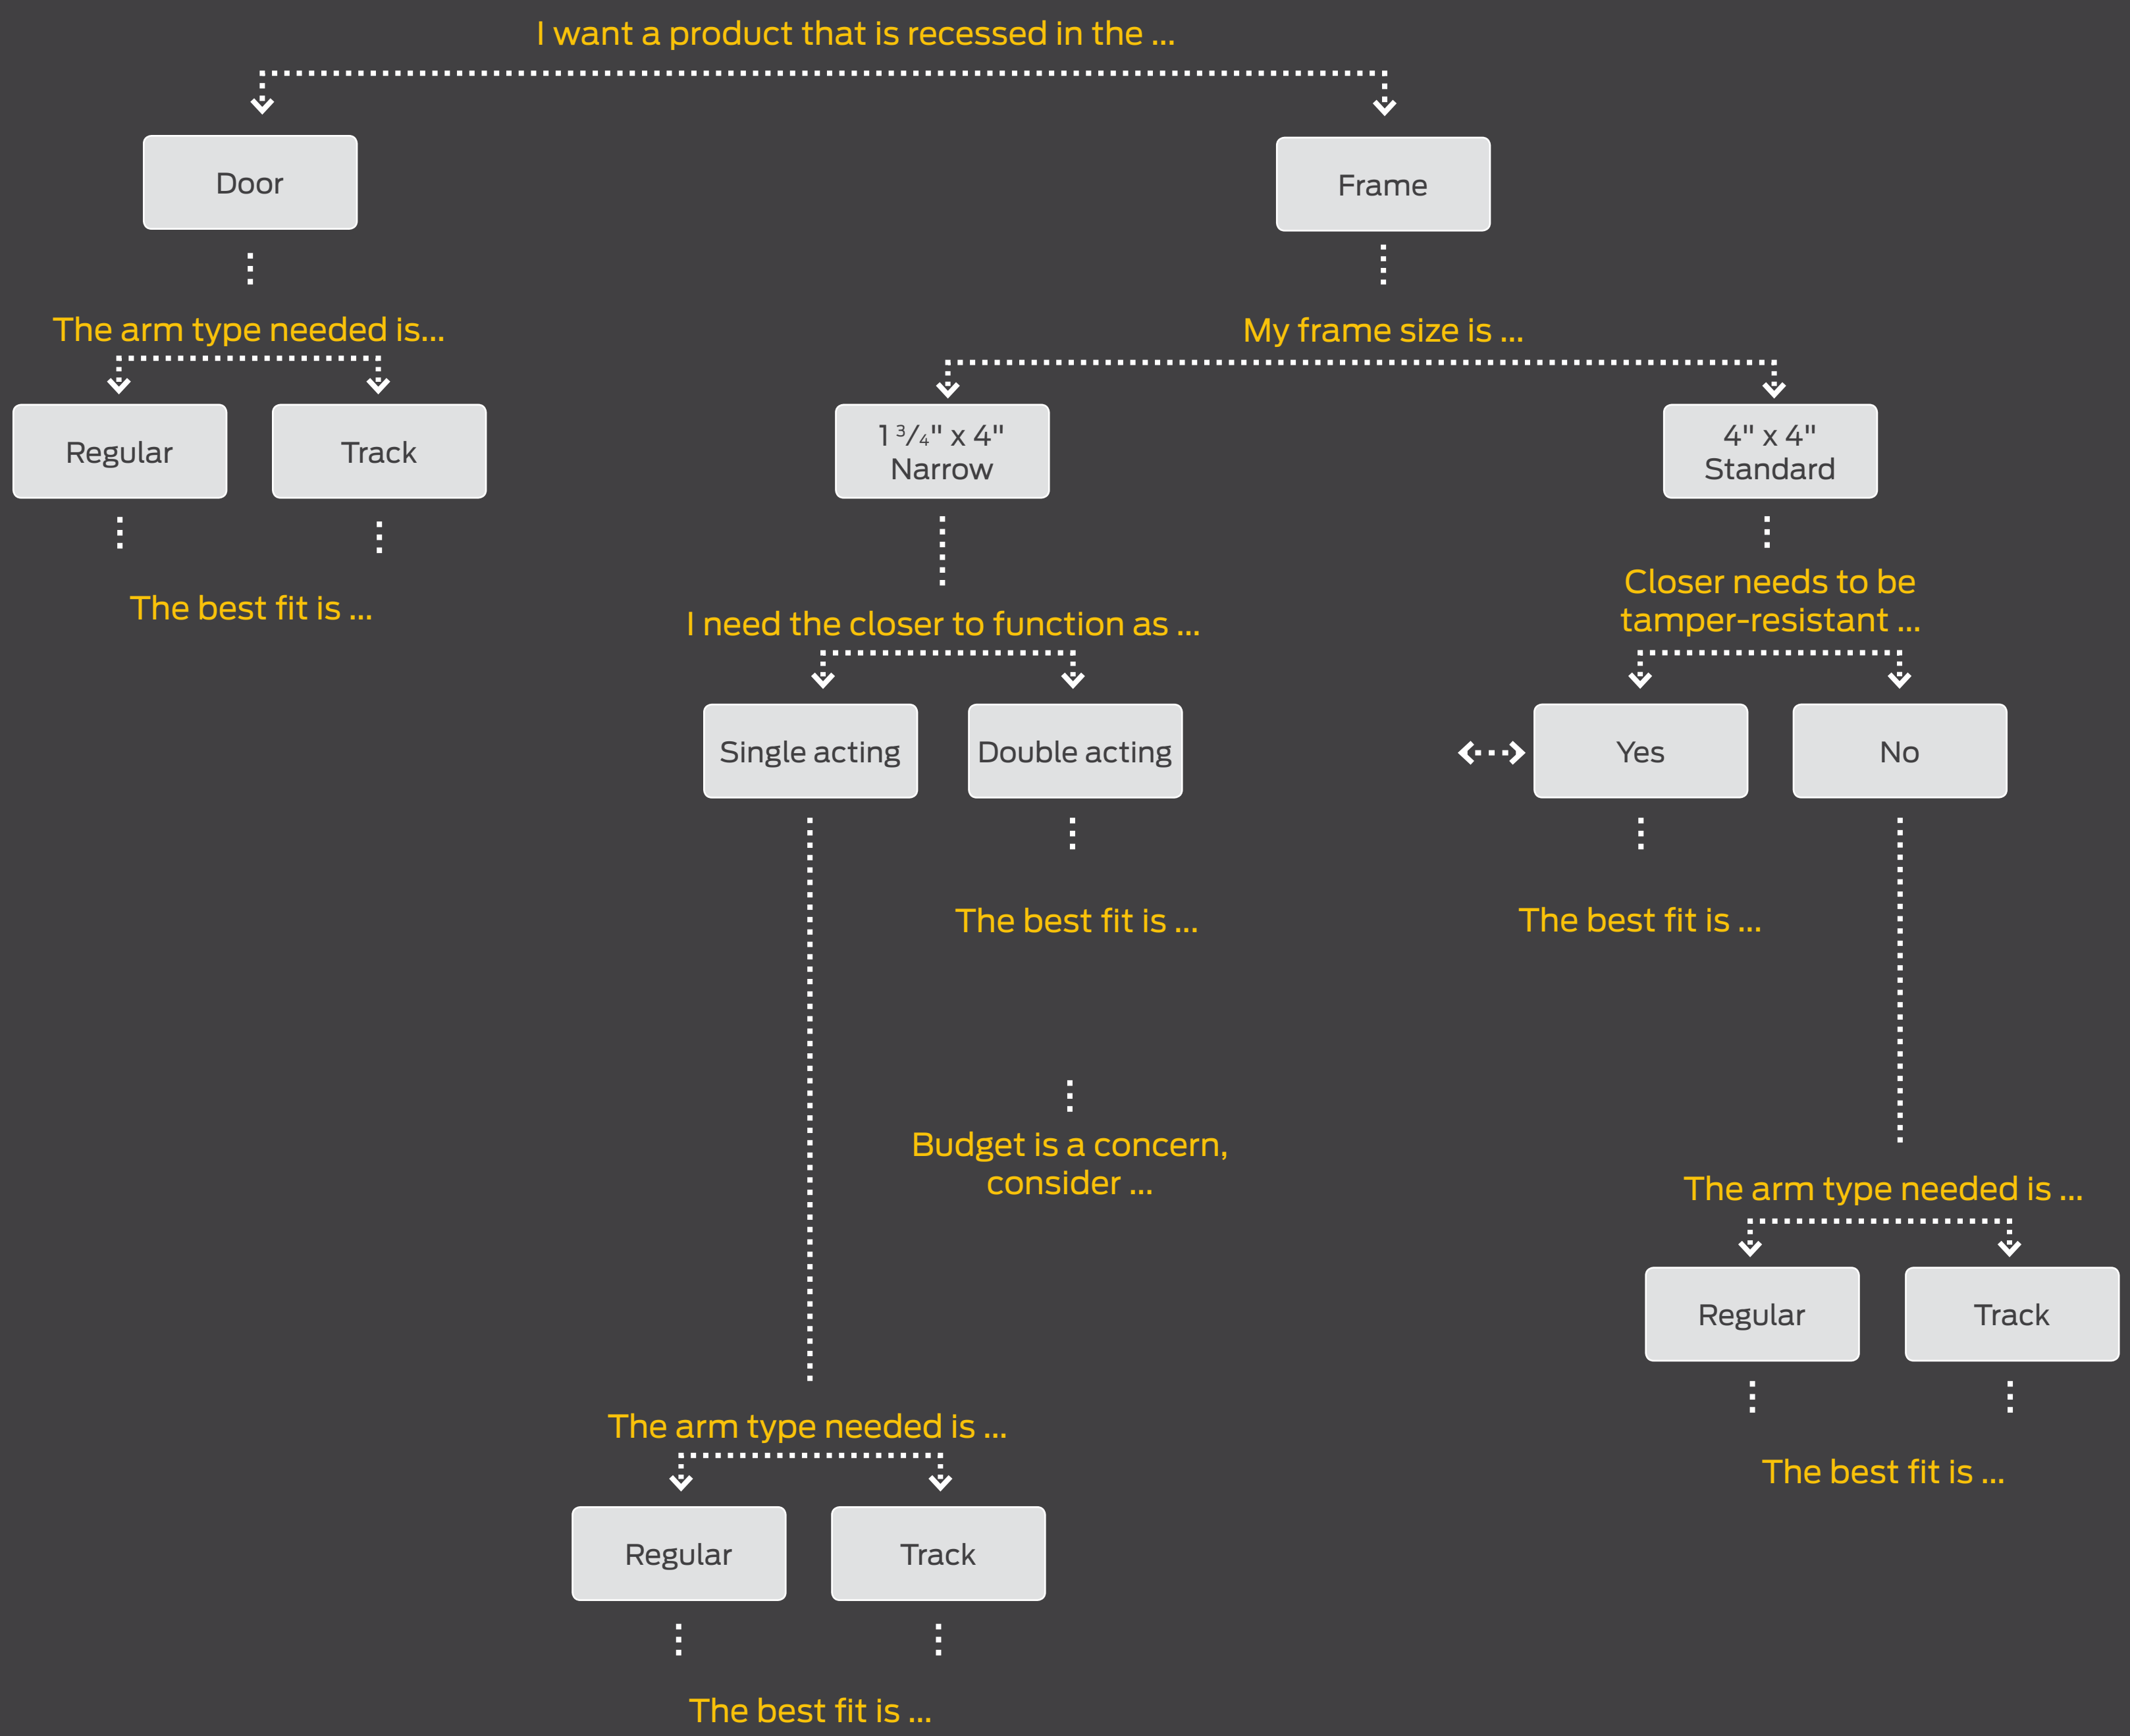 I want a product that is recessed in the ...
Door
Frame
The arm type needed is...
My frame size is ...
Regular
Track
1 3/4" x 4"
Narrow
4" x 4"
Standard
The best fit is ...
I need the closer to function as ...
Closer needs to be
tamper-resistant ...
Single acting
Double acting
Yes
No
The best fit is ...
The best fit is ...
Budget is a concern,
consider ...
The arm type needed is ...
Regular
Track
The arm type needed is ...
The best fit is ...
Regular
Track
The best fit is ...